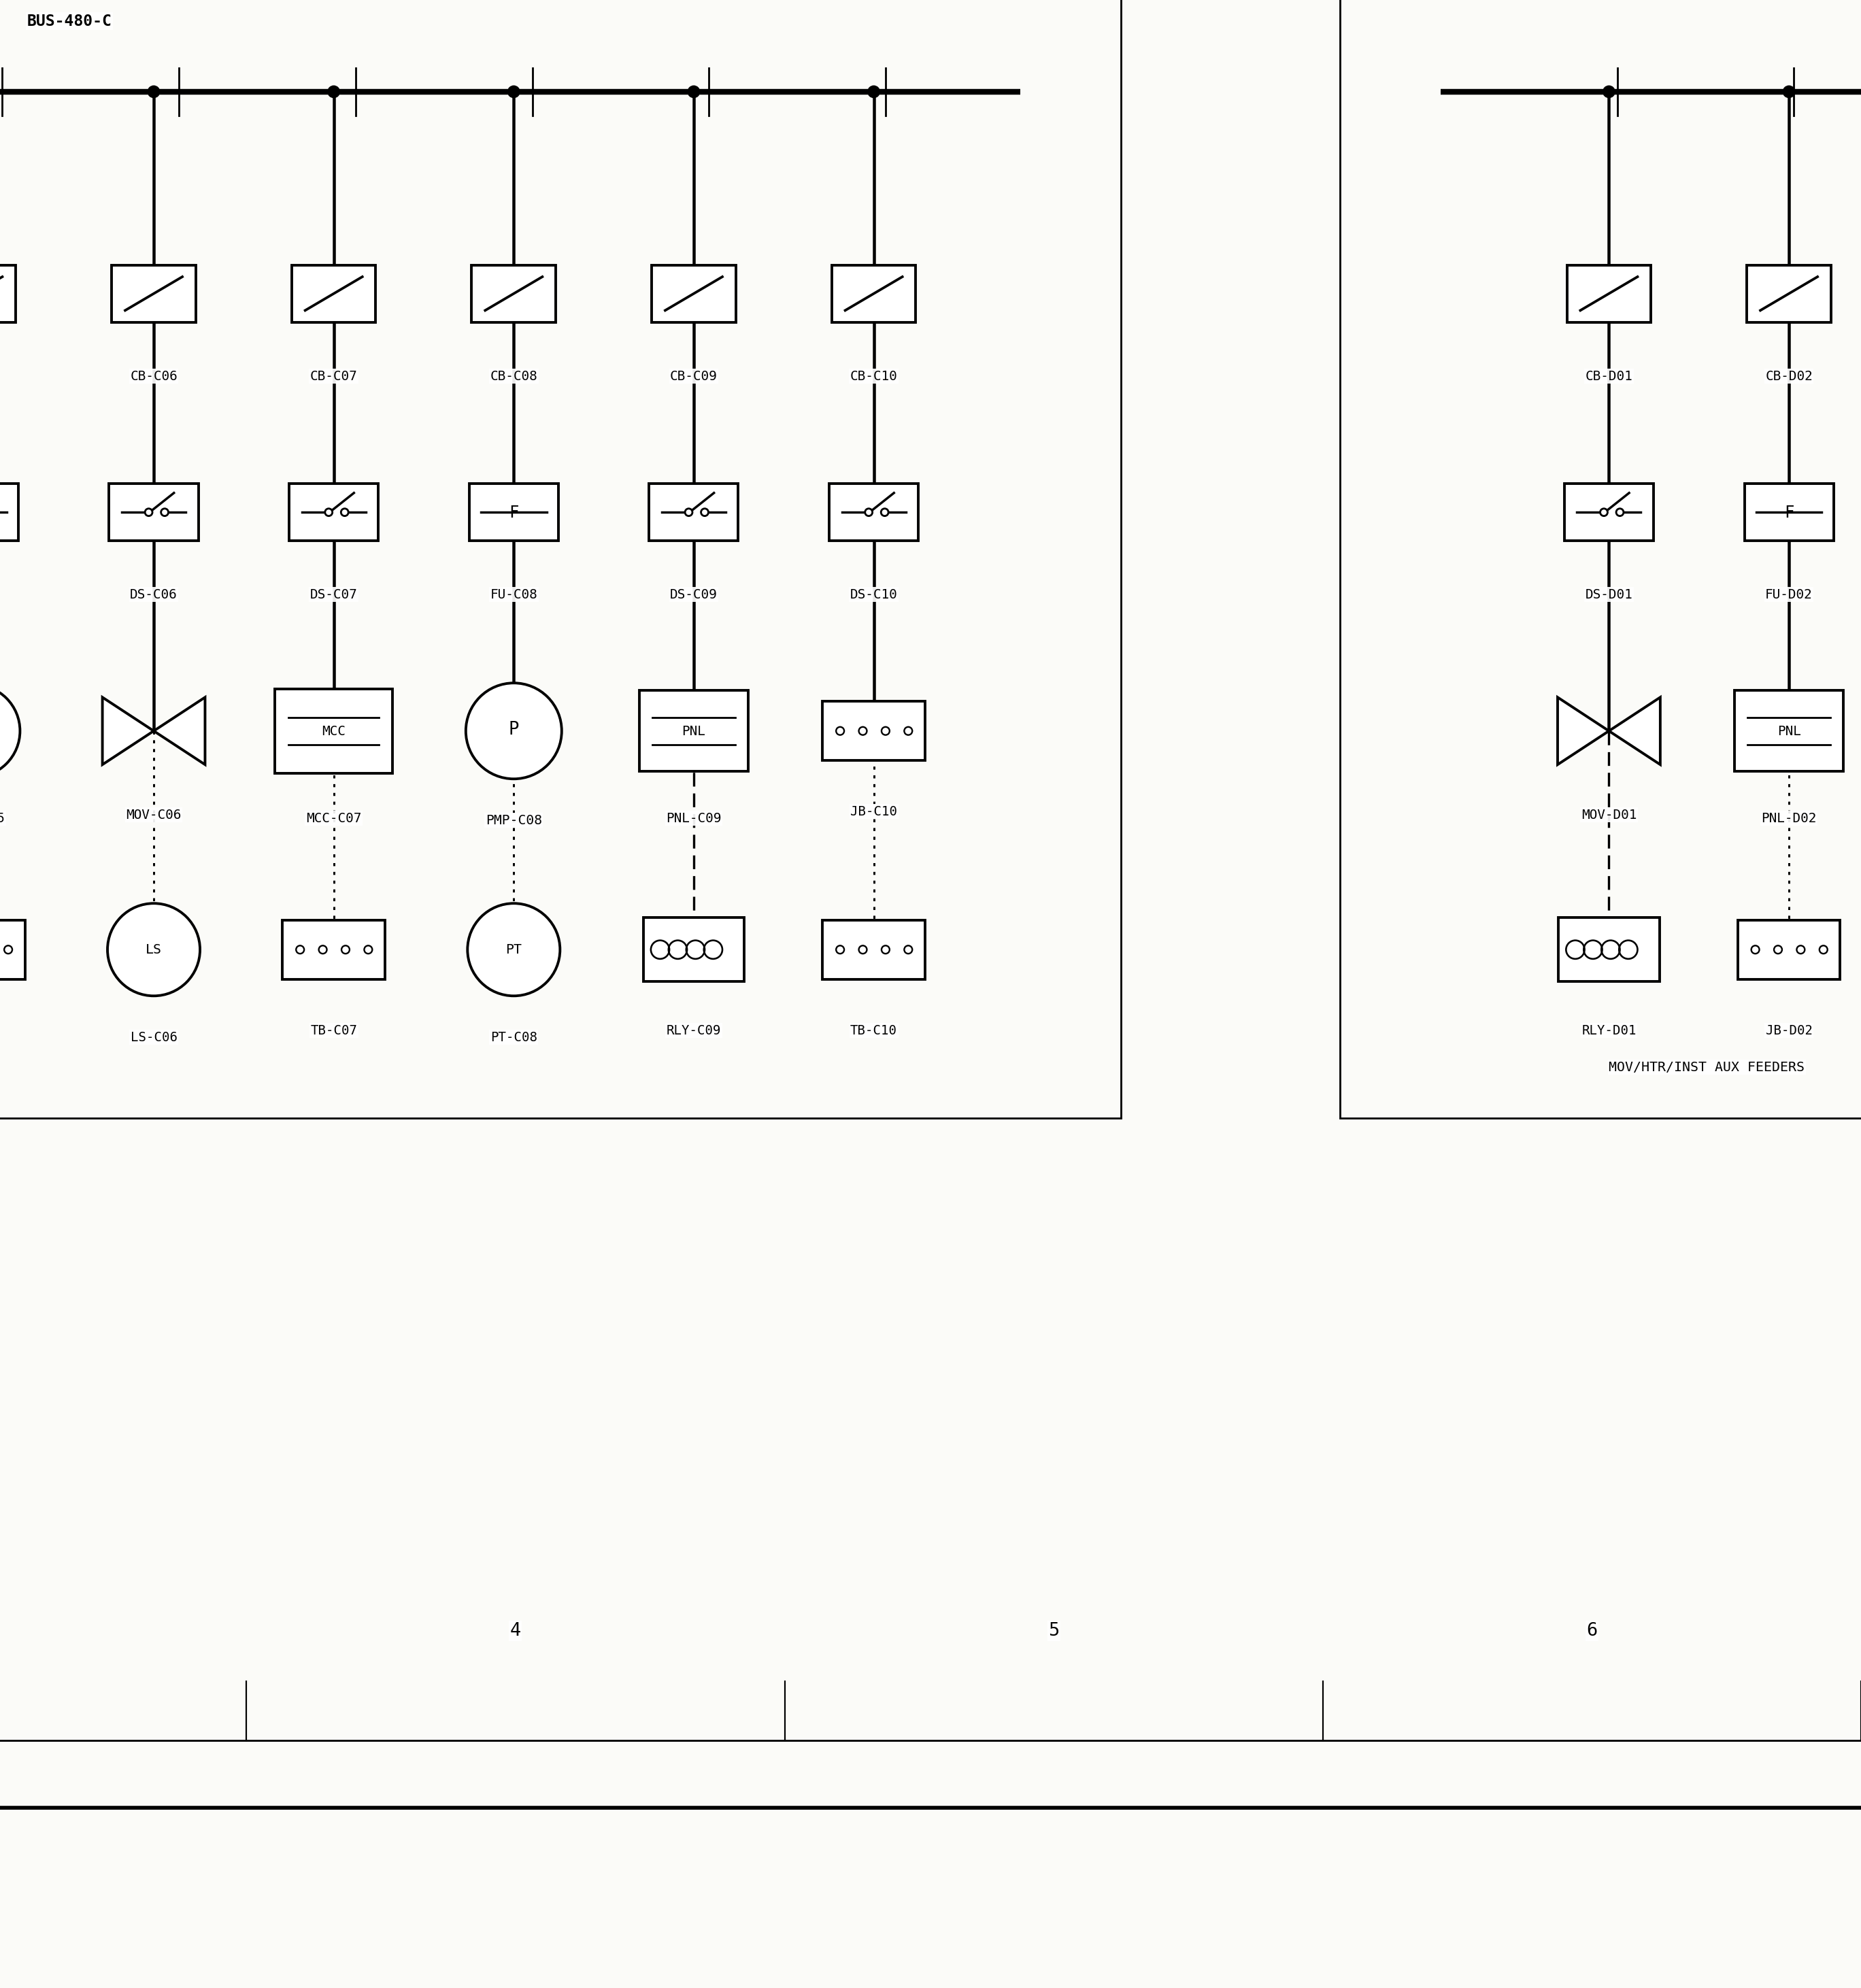 BUS-480-C
CB-C06 CB-C07 CB-C08 CB-C09 CB-C10 CB-D01 CB-D02
F F
DS-C06 DS-C07 FU-C08 DS-C09 DS-C10 DS-D01 FU-D02
MCC P PNL PNL
MOV-C06 MCC-C07 PMP-C08 PNL-C09 JB-C10 MOV-D01 PNL-D02
LS PT
LS-C06 TB-C07 PT-C08 RLY-C09 TB-C10 RLY-D01 JB-D02
MOV/HTR/INST AUX FEEDERS
4 5 6